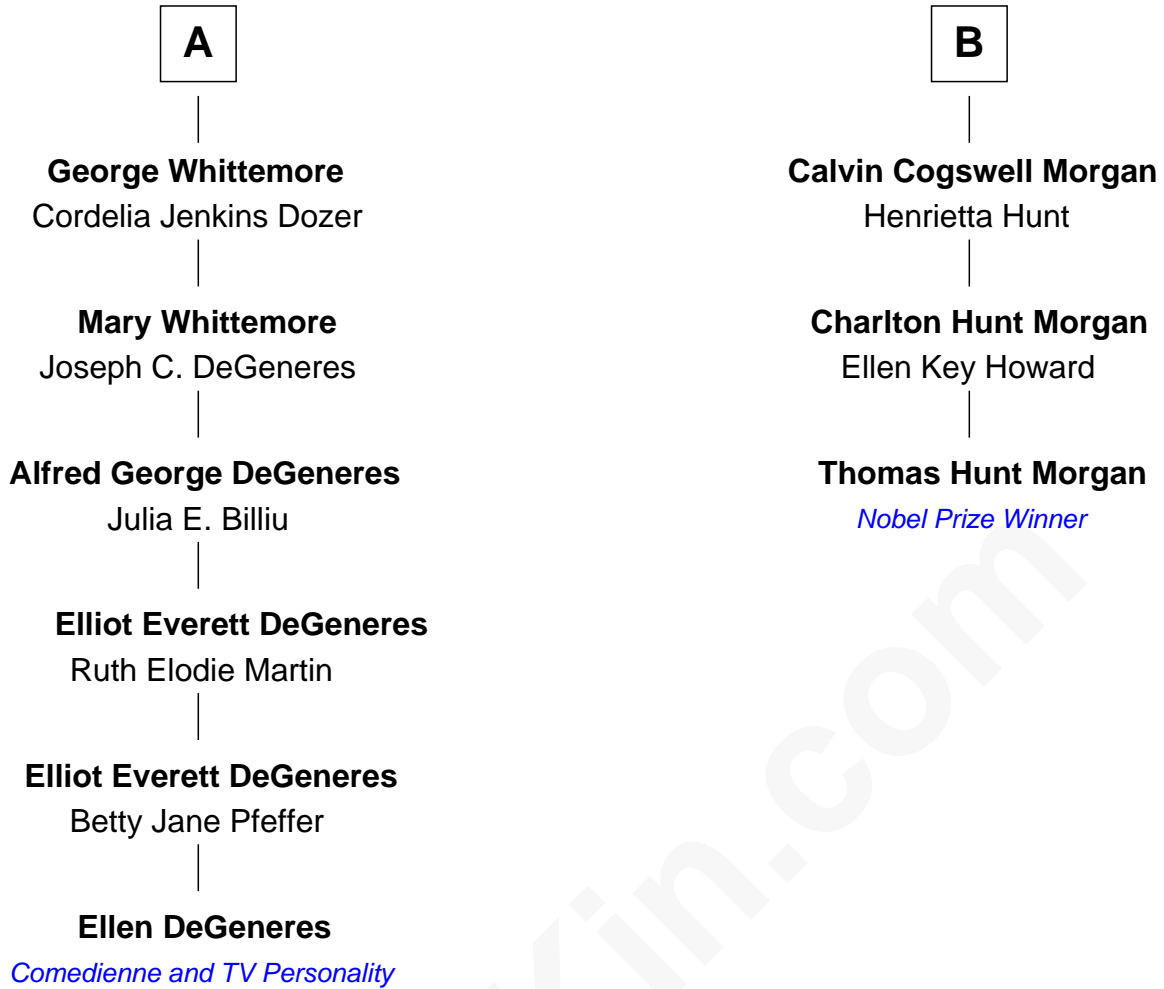 A
George Whittemore
Cordelia Jenkins Dozer
Mary Whittemore
Joseph C. DeGeneres
Alfred George DeGeneres
Julia E. Billiu
Elliot Everett DeGeneres
Ruth Elodie Martin
Elliot Everett DeGeneres
Betty Jane Pfeffer
Ellen DeGeneres
Comedienne and TV Personality
B
Calvin Cogswell Morgan
Henrietta Hunt
Charlton Hunt Morgan
Ellen Key Howard
Thomas Hunt Morgan
Nobel Prize Winner
Kin.com